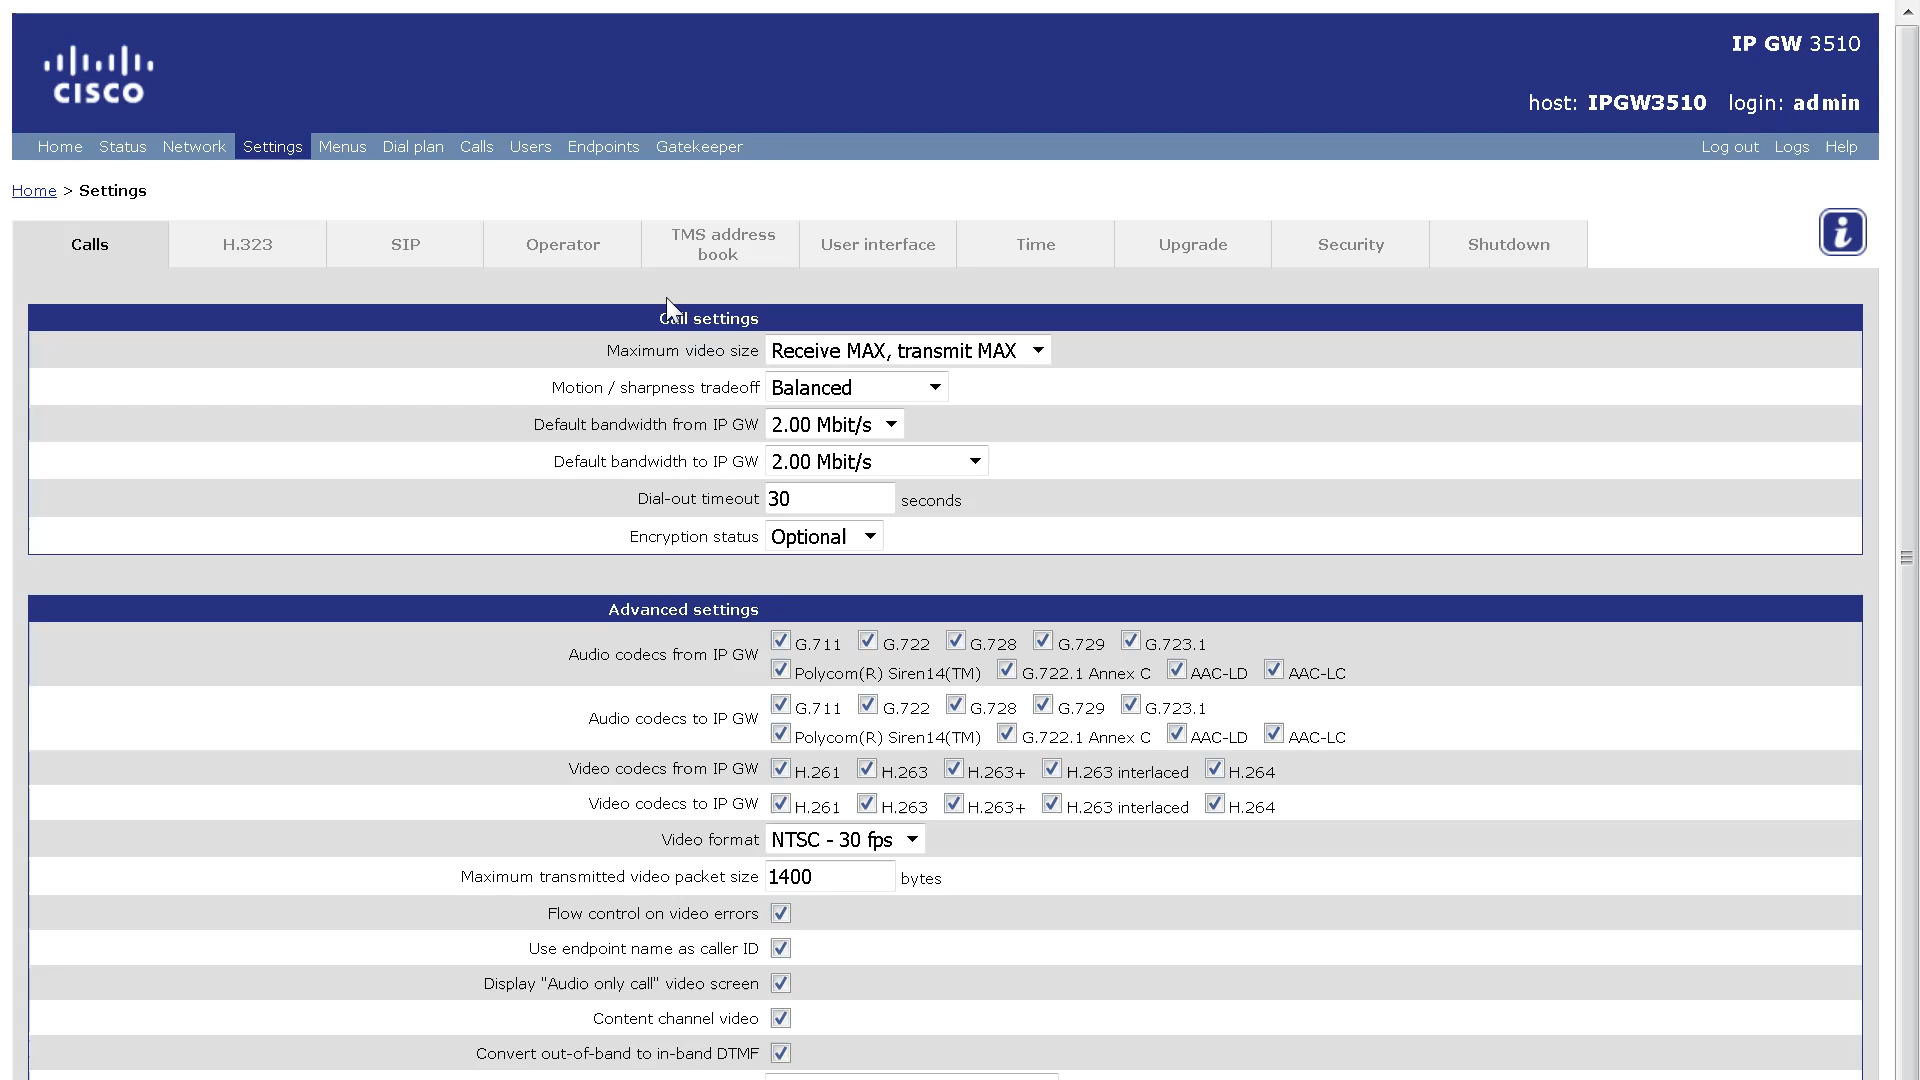 CISCO
IP GW 3510
host: IPGW3510 login: admin
Home Status Network Settings Menus Dial plan Calls Users Endpoints Gatekeeper Log out Logs Help
Home > Settings
Calls H.323 SIP Operator TMS address book User interface Time Upgrade Security Shutdown
Call settings
Maximum video size Receive MAX, transmit MAX
Motion / sharpness tradeoff Balanced
Default bandwidth from IP GW 2.00 Mbit/s
Default bandwidth to IP GW 2.00 Mbit/s
Dial-out timeout 30 seconds
Encryption status Optional
Advanced settings
Audio codecs from IP GW G.711 G.722 G.728 G.729 G.723.1
Polycom(R) Siren14(TM) G.722.1 Annex C AAC-LD AAC-LC
Audio codecs to IP GW G.711 G.722 G.728 G.729 G.723.1
Polycom(R) Siren14(TM) G.722.1 Annex C AAC-LD AAC-LC
Video codecs from IP GW H.261 H.263 H.263+ H.263 interlaced H.264
Video codecs to IP GW H.261 H.263 H.263+ H.263 interlaced H.264
Video format NTSC - 30 fps
Maximum transmitted video packet size 1400 bytes
Flow control on video errors
Use endpoint name as caller ID
Display "Audio only call" video screen
Content channel video
Convert out-of-band to in-band DTMF